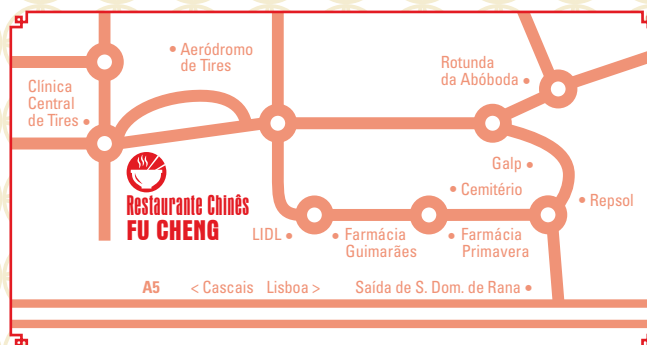 • Aeródromo
de Tires
Rotunda
da Abóboda •
Clínica
Central
de Tires •
Galp •
• Cemitério
• Repsol
Restaurante Chinês
FU CHENG
LIDL •
• Farmácia
Guimarães
• Farmácia
Primavera
A5 < Cascais Lisboa > Saída de S. Dom. de Rana •